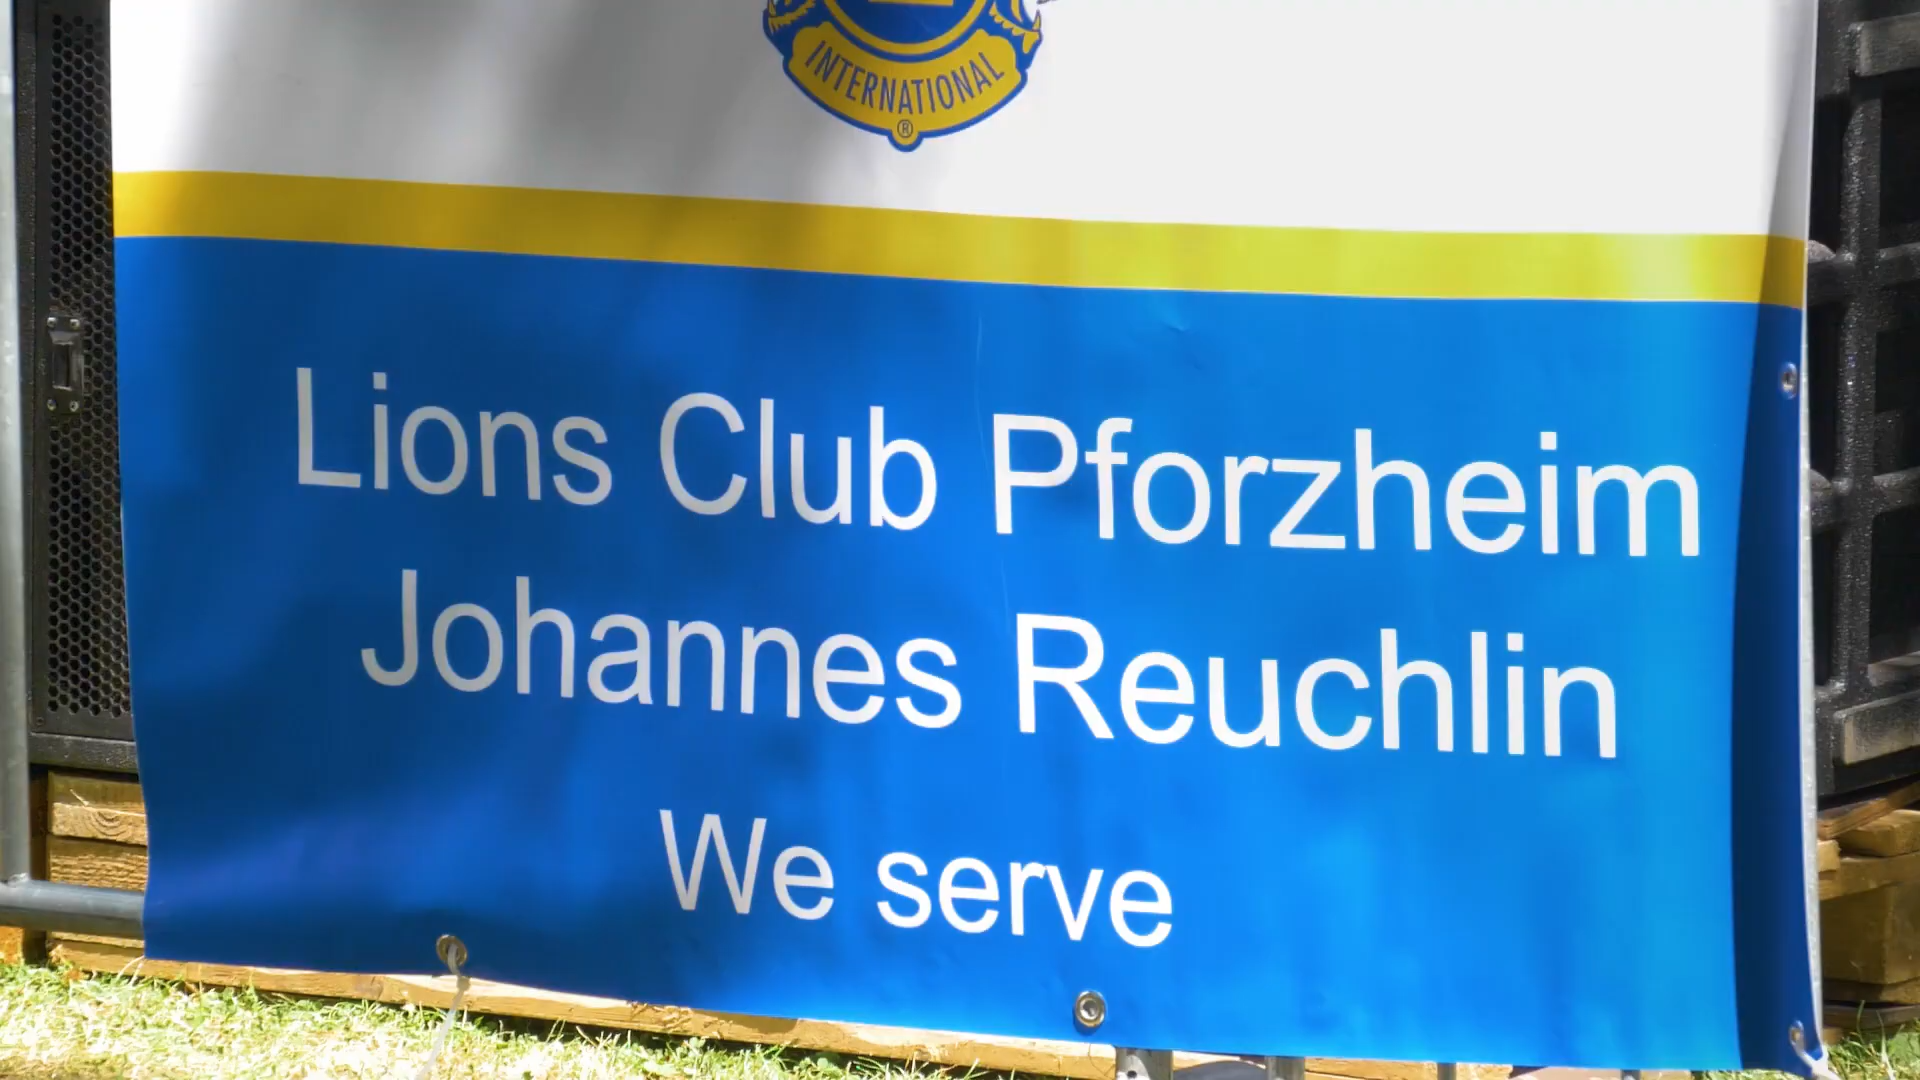 INTERNATIONAL
®
Lions Club Pforzheim
Johannes Reuchlin
We serve